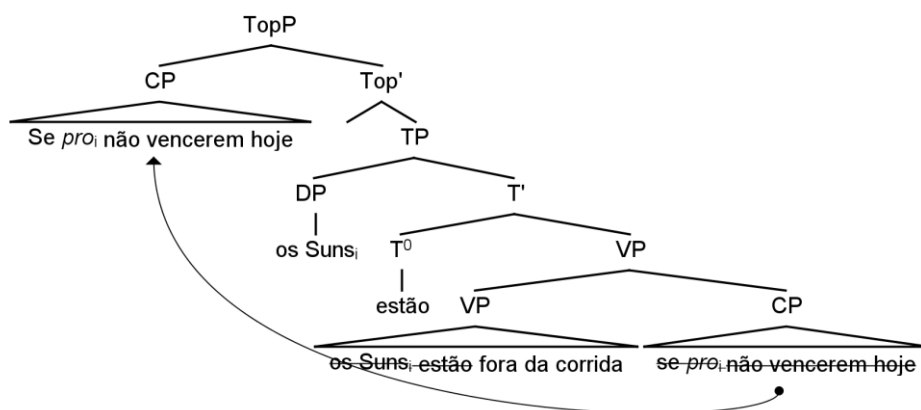 TopP
CP Top'
Se proᵢ não vencerem hoje
TP
DP T'
os Sunsᵢ T⁰ VP
estão VP CP
os Sunsᵢ estão fora da corrida se proᵢ não vencerem hoje